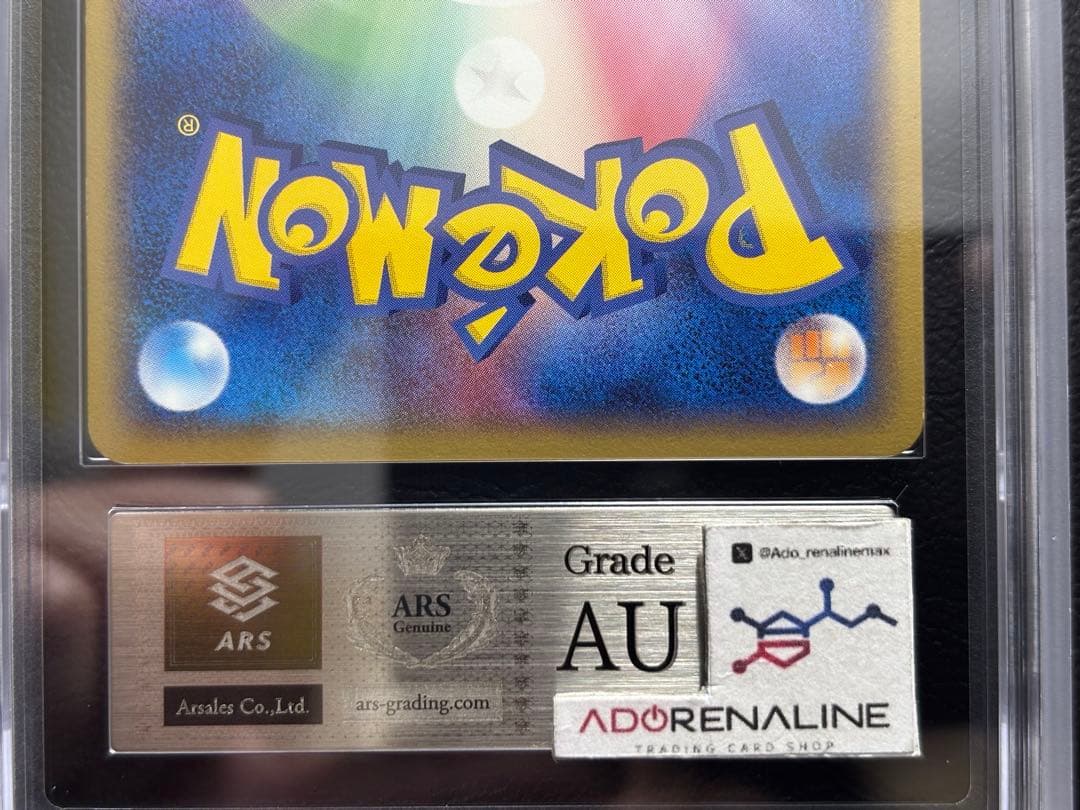 ®
POKéMON
ARS
Arsales Co.,Ltd.
ARS
Genuine
ars-grading.com
Grade
AU
@Ado_renalinemax
ADORENALINE
TRADING CARD SHOP